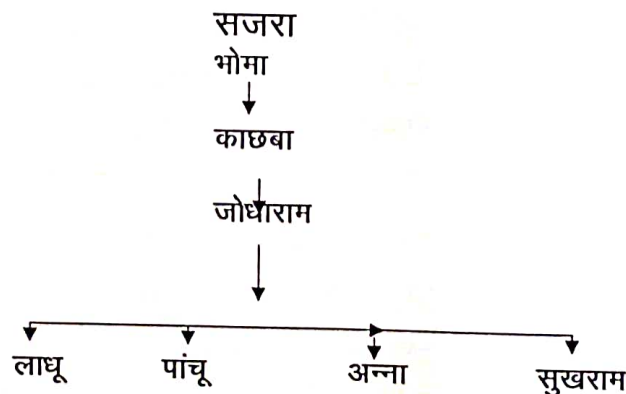 सजरा
भोमा
काछबा
जोधाराम
लाधू पांचू अन्ना सुखराम